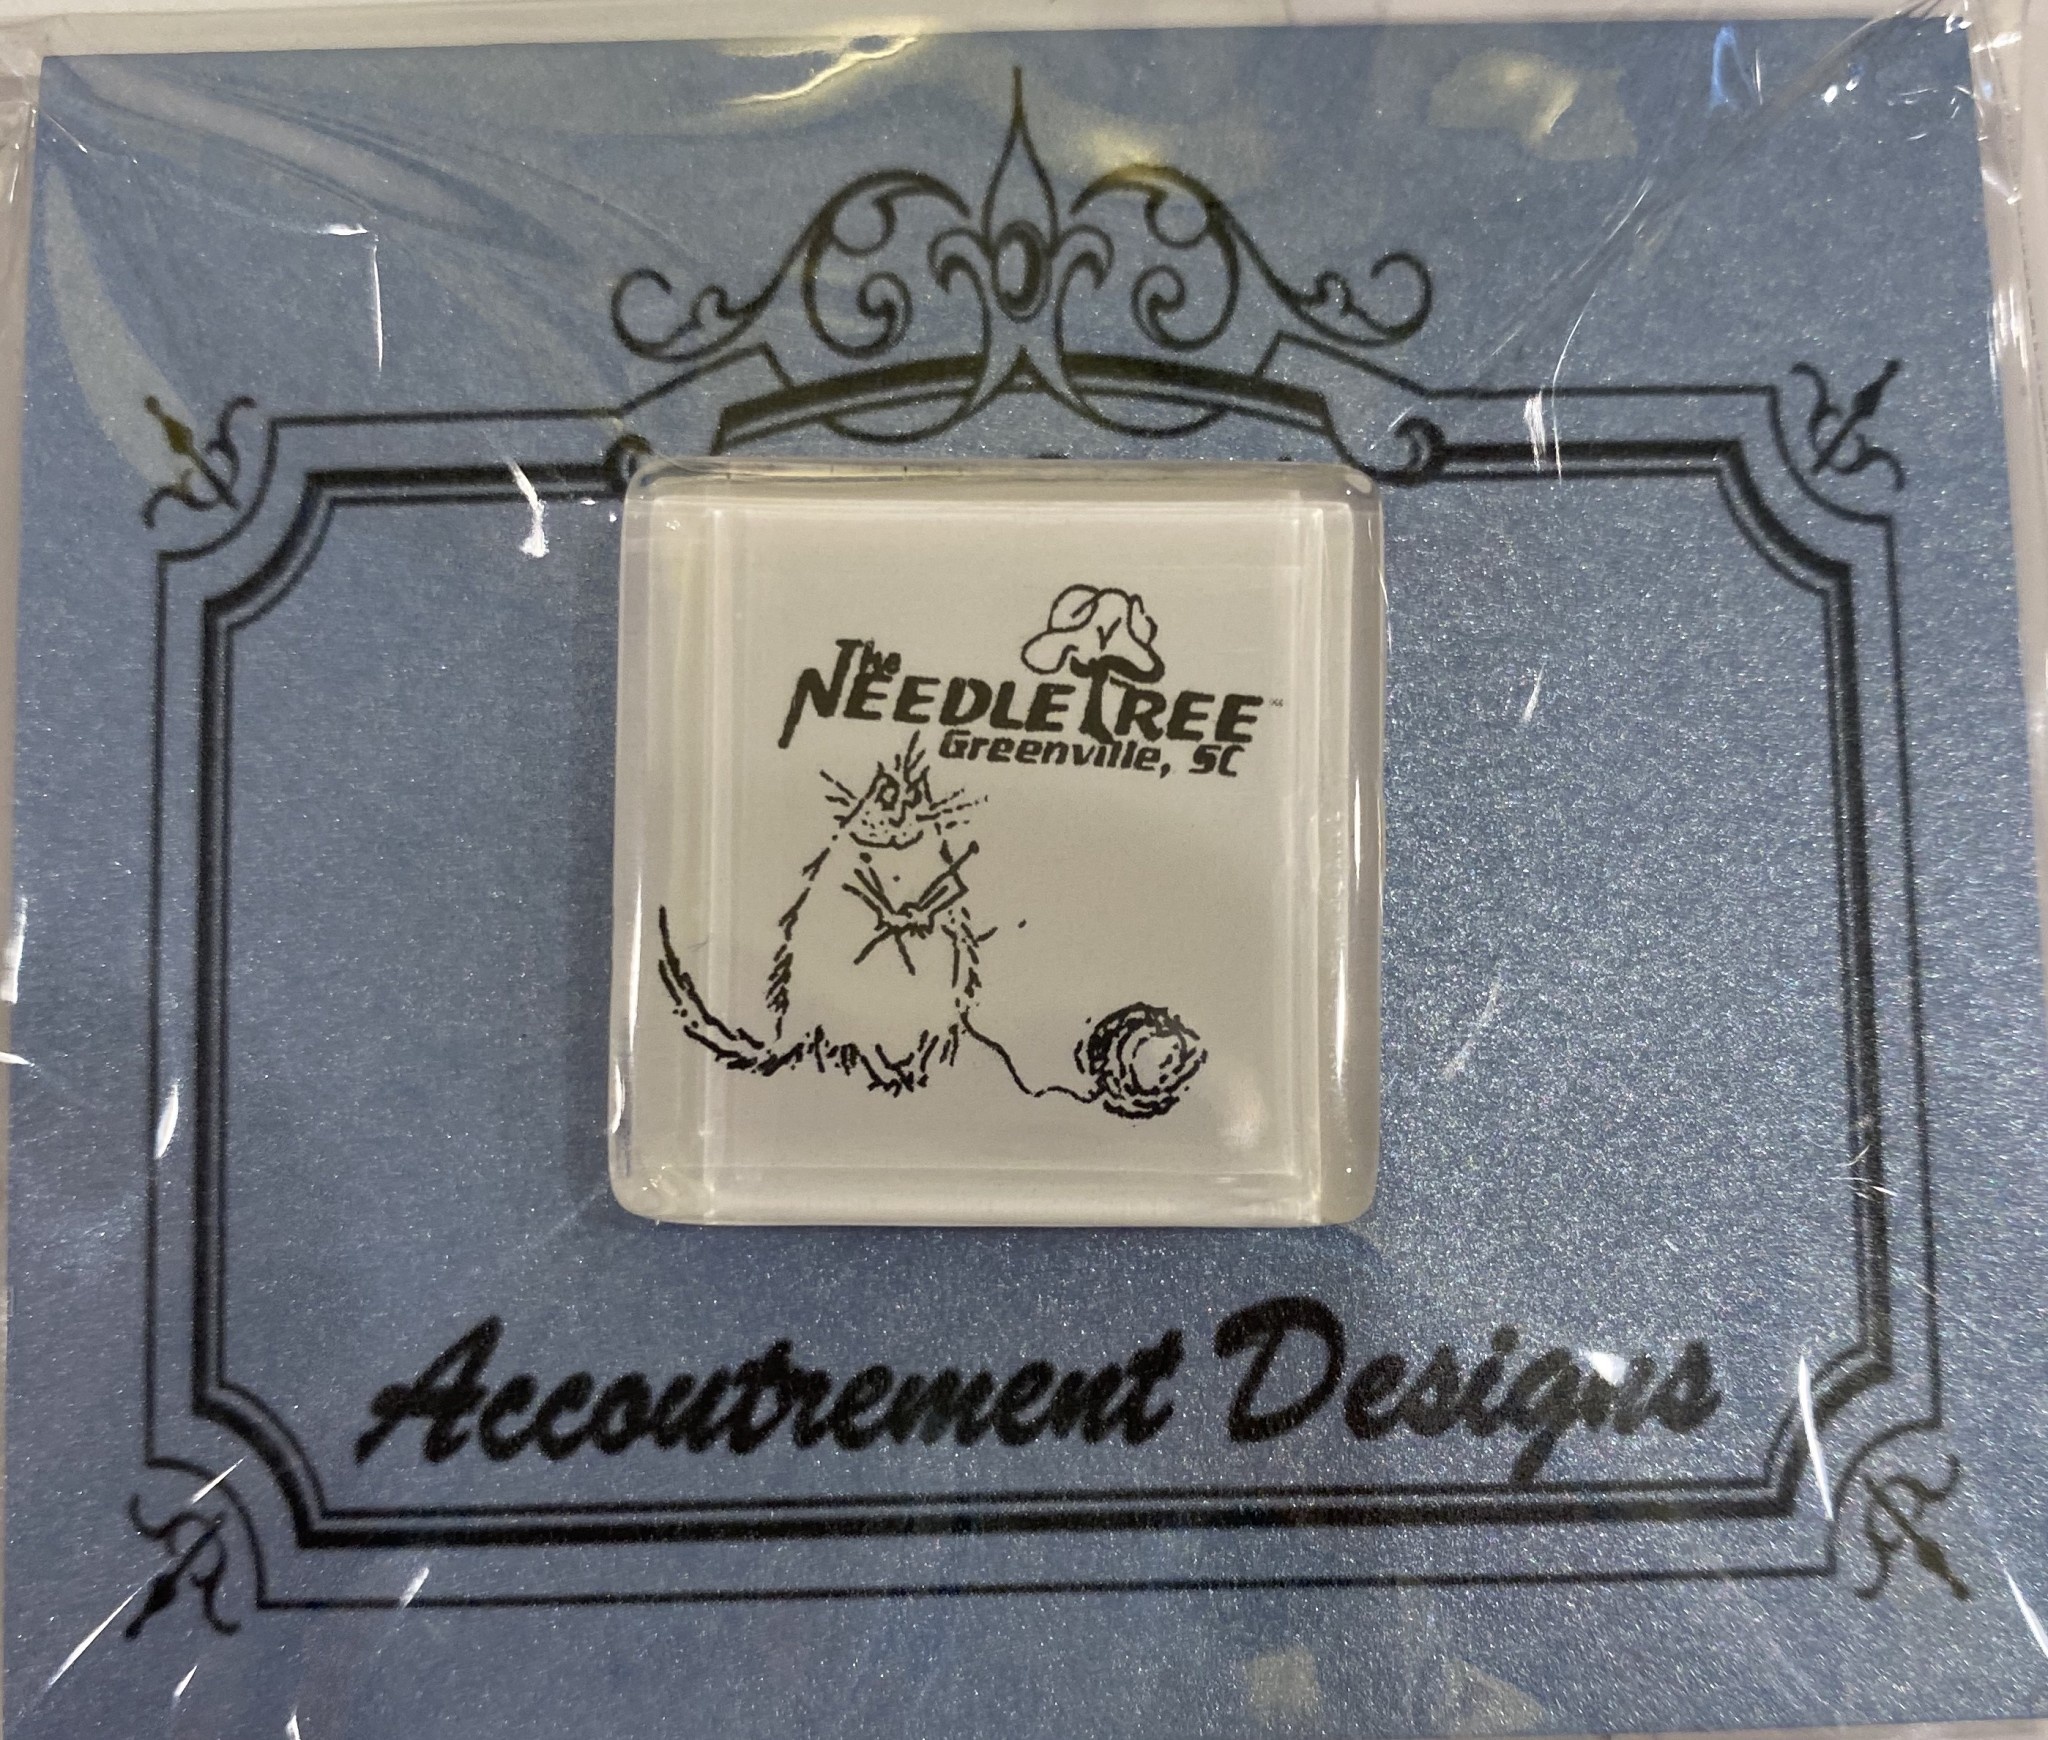 The
NEEDLETREE
Greenville, SC
Accoutrement Designs